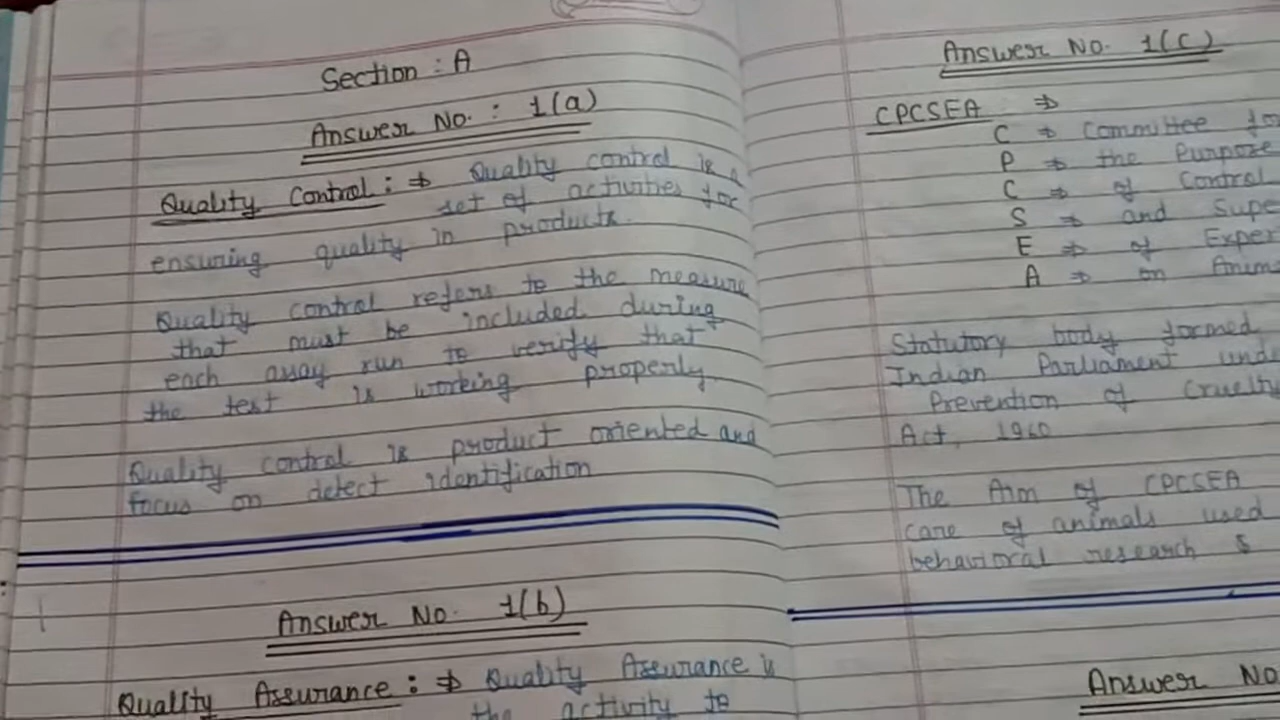 Section : A
Answer No. : 1(a)
Quality Control : ⇒ Quality control is a
set of activities for
ensuring quality in products.
Quality control refers to the measure
that must be included during
each assay run to verify that
the test is working properly
Quality control is product oriented and
focus on defect identification
Answer No. 1(b)
Quality Assurance : ⇒ Quality Assurance is
the activity to
Answer No. 1(C)
CPCSEA ⇒
C ⇒ Committee for
P ⇒ the Purpose
C ⇒ of Control
S ⇒ and Supe
E ⇒ of Exper
A ⇒ on Anim
Statutory body formed
Indian Parliament und
Prevention of Cruelty
Act, 1960
The Aim of CPCSEA
care of animals used
behavioral research &
Answer No